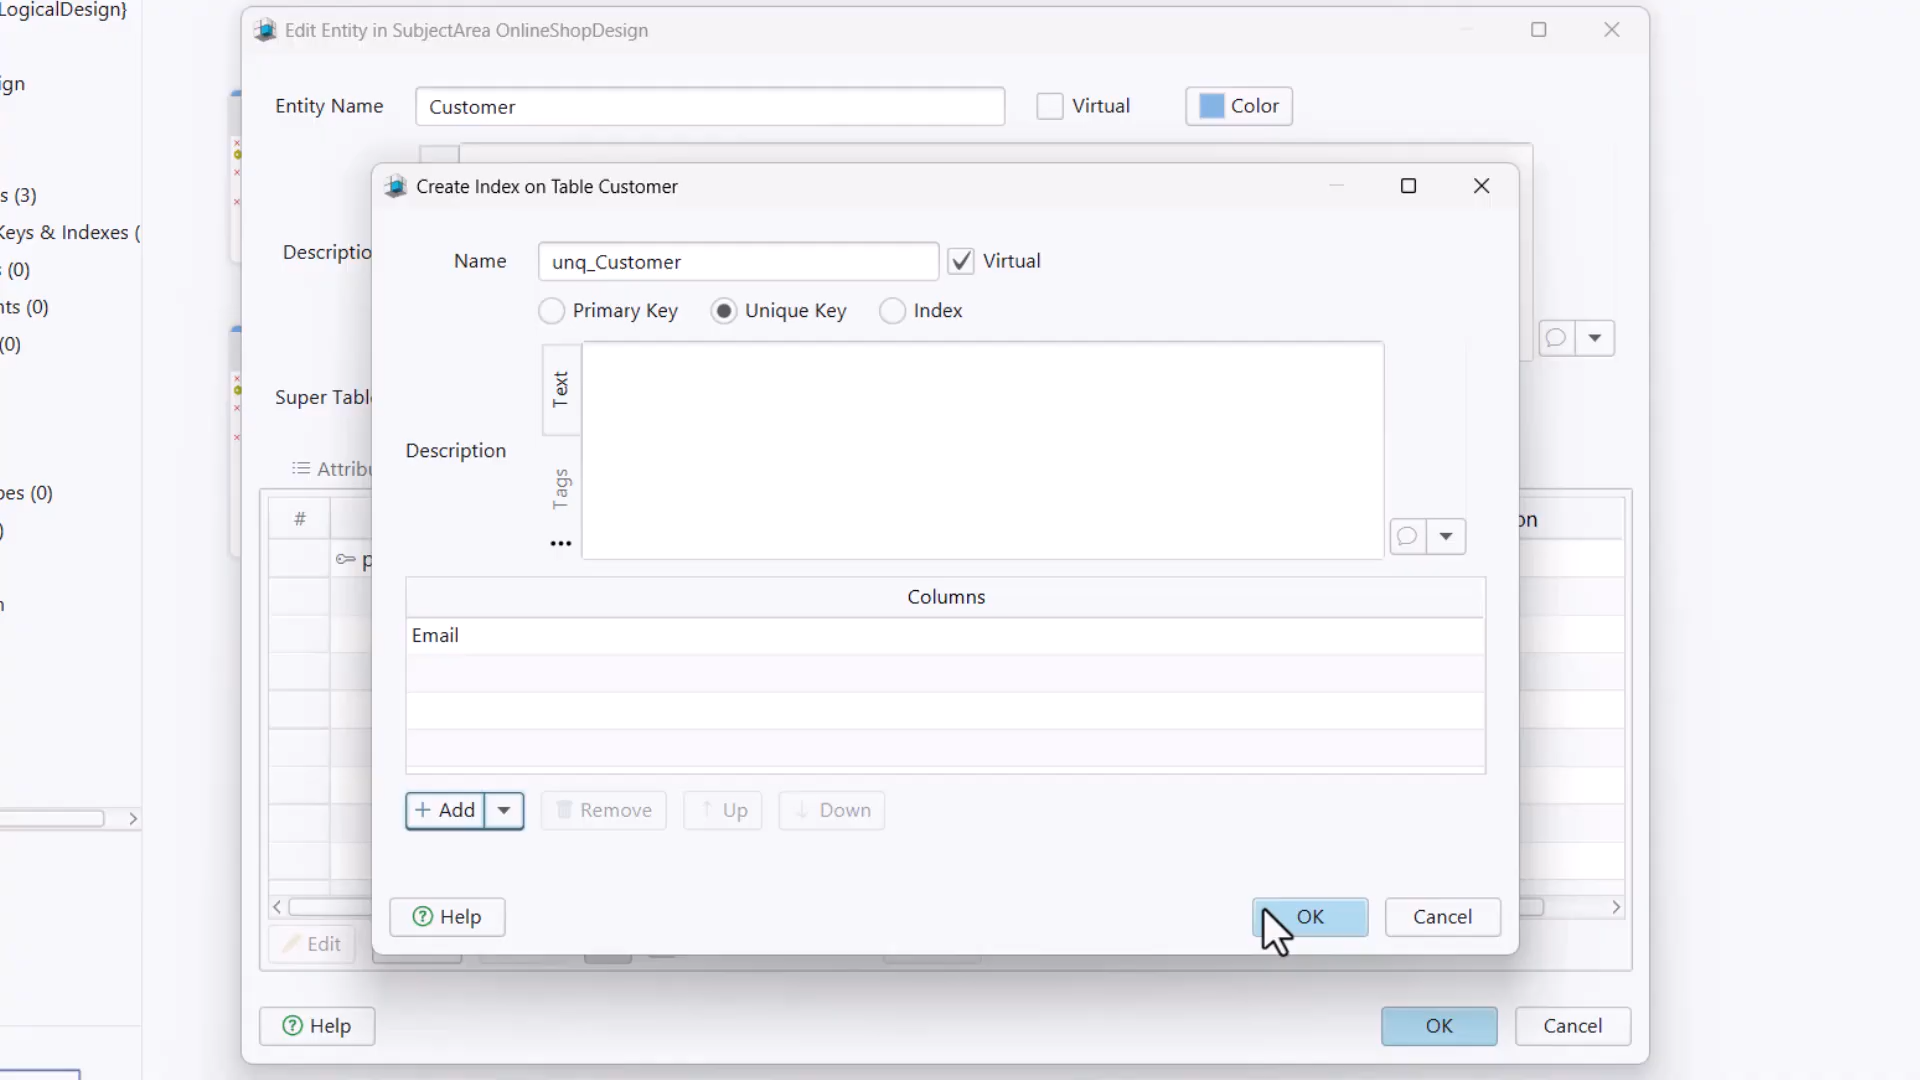 LogicalDesign}
Edit Entity in SubjectArea OnlineShopDesign
ign
Entity Name
Customer
Virtual
Color
Create Index on Table Customer
s (3)
Keys & Indexes (
s (0)
nts (0)
(0)
pes (0)
)
n
Description
Name
unq_Customer
Virtual
Primary Key
Unique Key
Index
Text
Tags
...
Description
Super Tabl
Attribu
#
p
on
Columns
Email
+ Add
Remove
↑ Up
↓ Down
Help
OK
Cancel
Edit
Help
OK
Cancel